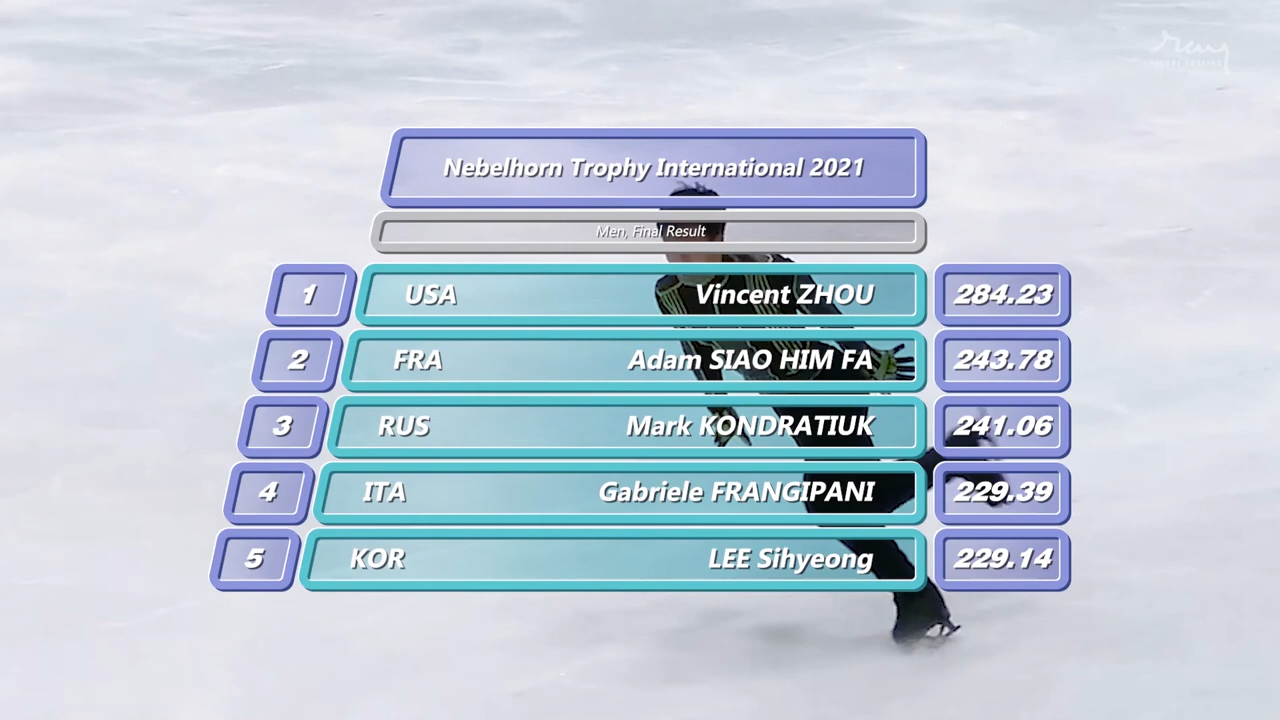 Nebelhorn Trophy International 2021
Men, Final Result
1 USA Vincent ZHOU 284.23
2 FRA Adam SIAO HIM FA 243.78
3 RUS Mark KONDRATIUK 241.06
4 ITA Gabriele FRANGIPANI 229.39
5 KOR LEE Sihyeong 229.14